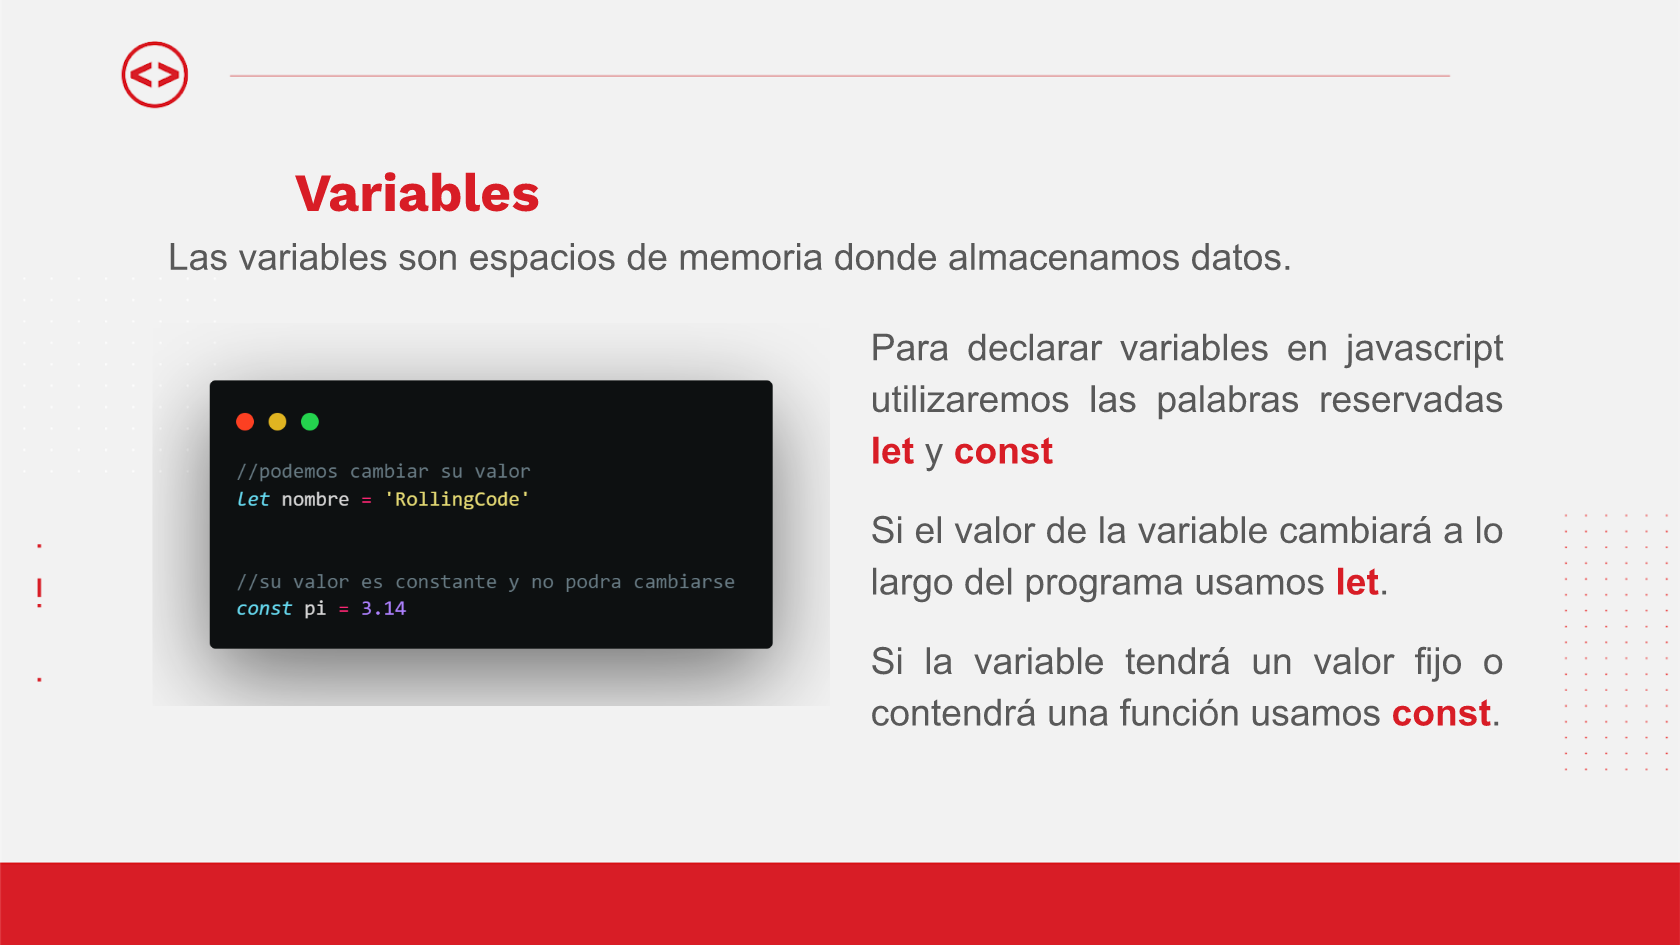 <>
Variables
Las variables son espacios de memoria donde almacenamos datos.
//podemos cambiar su valor
let nombre = 'RollingCode'
//su valor es constante y no podra cambiarse
const pi = 3.14
Para declarar variables en javascript
utilizaremos las palabras reservadas
let y const
Si el valor de la variable cambiará a lo
largo del programa usamos let.
Si la variable tendrá un valor fijo o
contendrá una función usamos const.